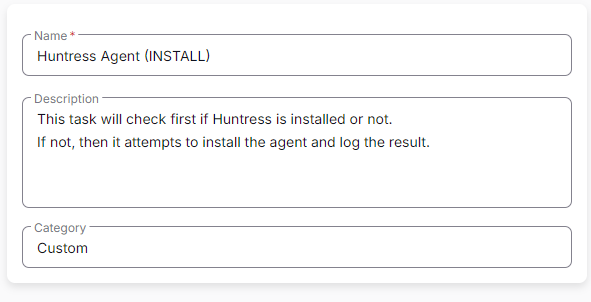 Name *
Huntress Agent (INSTALL)
Description
This task will check first if Huntress is installed or not.
If not, then it attempts to install the agent and log the result.
Category
Custom